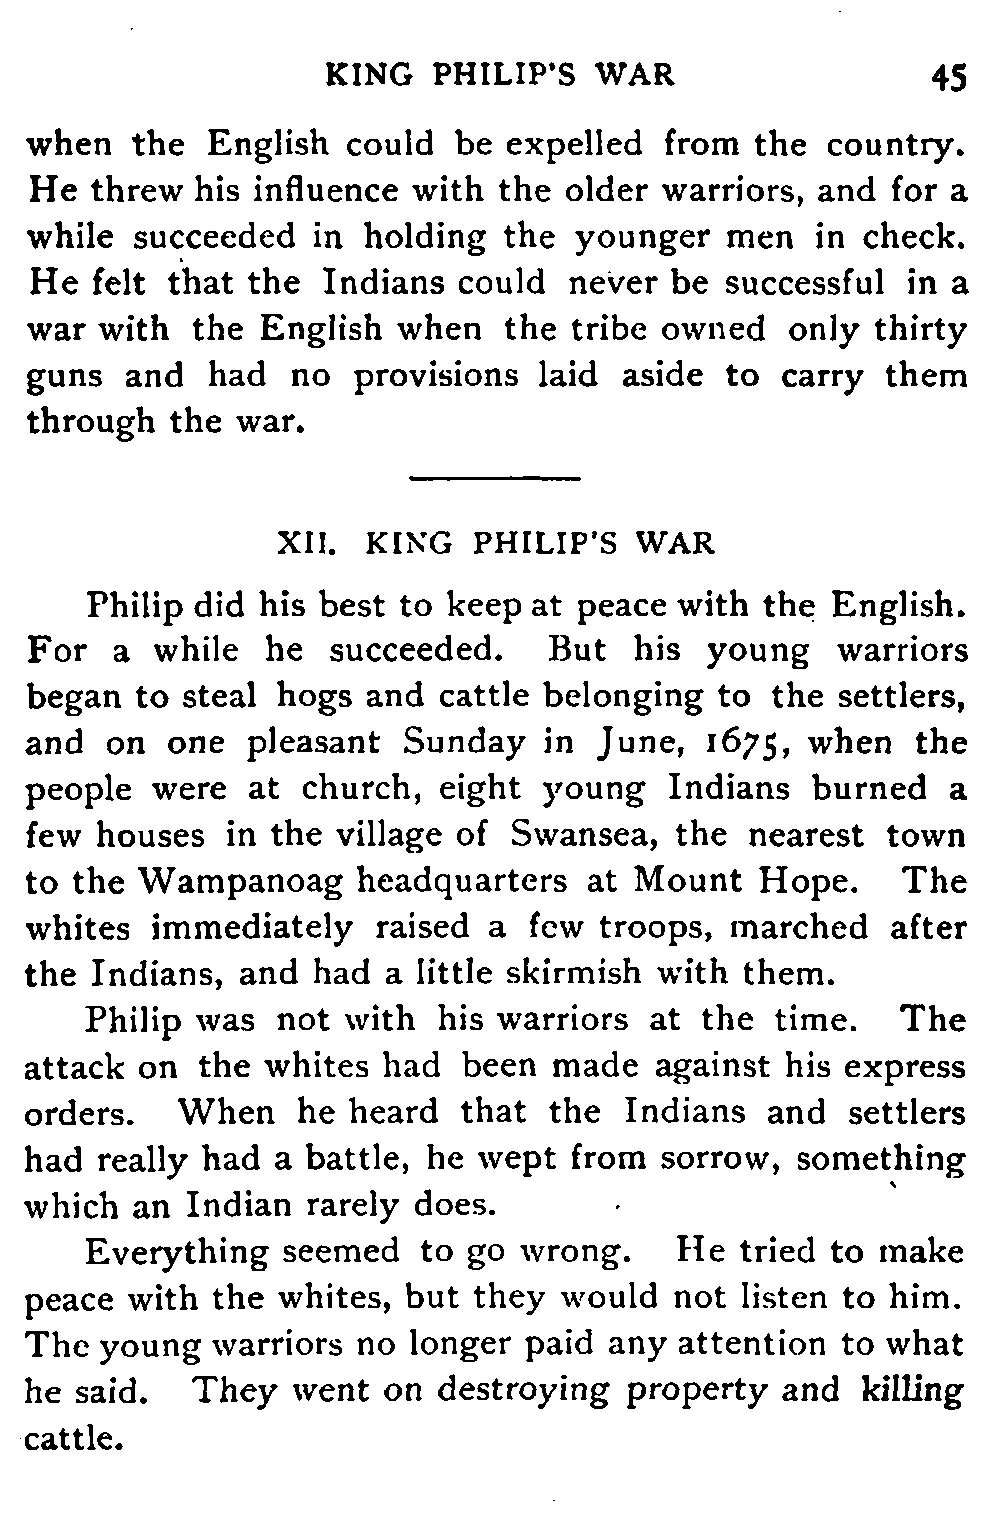 KING PHILIP'S WAR 45
when the English could be expelled from the country.
He threw his influence with the older warriors, and for a
while succeeded in holding the younger men in check.
He felt that the Indians could never be successful in a
war with the English when the tribe owned only thirty
guns and had no provisions laid aside to carry them
through the war.
XII. KING PHILIP'S WAR
Philip did his best to keep at peace with the English.
For a while he succeeded. But his young warriors
began to steal hogs and cattle belonging to the settlers,
and on one pleasant Sunday in June, 1675, when the
people were at church, eight young Indians burned a
few houses in the village of Swansea, the nearest town
to the Wampanoag headquarters at Mount Hope. The
whites immediately raised a few troops, marched after
the Indians, and had a little skirmish with them.
Philip was not with his warriors at the time. The
attack on the whites had been made against his express
orders. When he heard that the Indians and settlers
had really had a battle, he wept from sorrow, something
which an Indian rarely does.
Everything seemed to go wrong. He tried to make
peace with the whites, but they would not listen to him.
The young warriors no longer paid any attention to what
he said. They went on destroying property and killing
cattle.